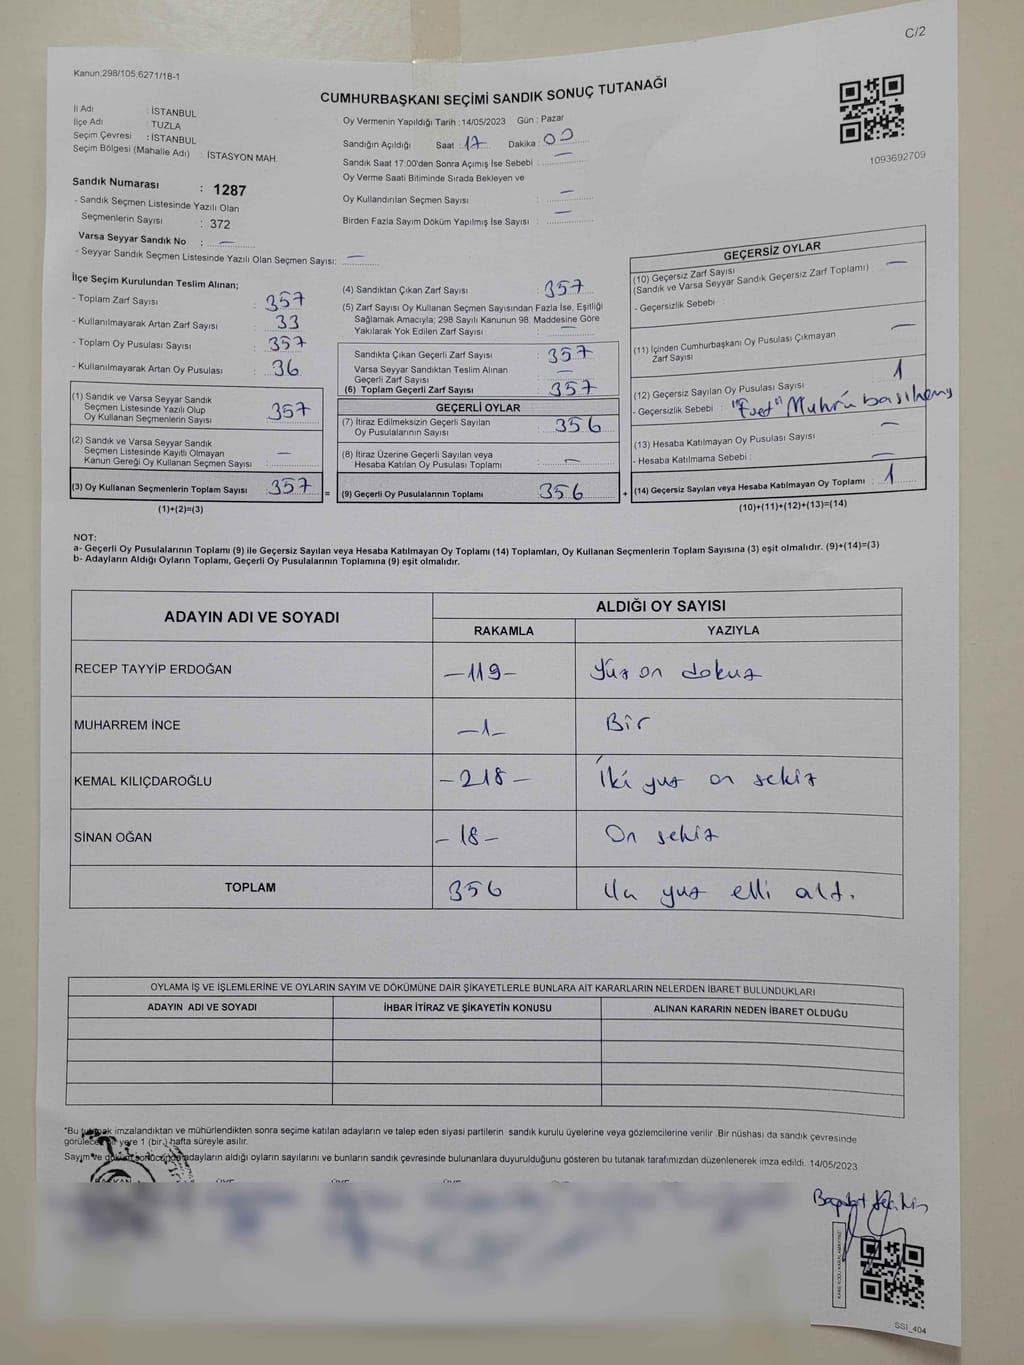 C/2
Kanun:298/105,6271/18-1
CUMHURBAŞKANI SEÇİMİ SANDIK SONUÇ TUTANAĞI
İl Adı : İSTANBUL
İlçe Adı : TUZLA
Seçim Çevresi : İSTANBUL
Seçim Bölgesi (Mahalle Adı) : İSTASYON MAH.
Oy Vermenin Yapıldığı Tarih : 14/05/2023 Gün : Pazar
Sandığın Açıldığı Saat : 17 Dakika : 00
Sandık Saat 17:00'den Sonra Açımış İse Sebebi : —
Oy Verme Saati Bitiminde Sırada Bekleyen ve
Oy Kullandırılan Seçmen Sayısı : —
Birden Fazla Sayım Döküm Yapılmış İse Sayısı : —
1093692709
Sandık Numarası : 1287
- Sandık Seçmen Listesinde Yazılı Olan
Seçmenlerin Sayısı : 372
Varsa Seyyar Sandık No : —
- Seyyar Sandık Seçmen Listesinde Yazılı Olan Seçmen Sayısı: —
İlçe Seçim Kurulundan Teslim Alınan;
- Toplam Zarf Sayısı : 357
- Kullanılmayarak Artan Zarf Sayısı : 33
- Toplam Oy Pusulası Sayısı : 357
- Kullanılmayarak Artan Oy Pusulası : 36
(1) Sandık ve Varsa Seyyar Sandık
Seçmen Listesinde Yazılı Olup
Oy Kullanan Seçmenlerin Sayısı : 357
(2) Sandık ve Varsa Seyyar Sandık
Seçmen Listesinde Kayıtlı Olmayan
Kanun Gereği Oy Kullanan Seçmen Sayısı : —
(3) Oy Kullanan Seçmenlerin Toplam Sayısı : 357 =
(1)+(2)=(3)
(4) Sandıktan Çıkan Zarf Sayısı : 357
(5) Zarf Sayısı Oy Kullanan Seçmen Sayısından Fazla İse, Eşitliği
Sağlamak Amacıyla; 298 Sayılı Kanunun 98. Maddesine Göre
Yakılarak Yok Edilen Zarf Sayısı : —
Sandıkta Çıkan Geçerli Zarf Sayısı : 357
Varsa Seyyar Sandıktan Teslim Alınan
Geçerli Zarf Sayısı : —
(6) Toplam Geçerli Zarf Sayısı : 357
GEÇERLİ OYLAR
(7) İtiraz Edilmeksizin Geçerli Sayılan
Oy Pusulalarının Sayısı : 356
(8) İtiraz Üzerine Geçerli Sayılan veya
Hesaba Katılan Oy Pusulası Toplamı : —
(9) Geçerli Oy Pusulalarının Toplamı : 356 +
GEÇERSİZ OYLAR
(10) Geçersiz Zarf Sayısı
(Sandık ve Varsa Seyyar Sandık Geçersiz Zarf Toplamı) : —
- Geçersizlik Sebebi :
(11) İçinden Cumhurbaşkanı Oy Pusulası Çıkmayan
Zarf Sayısı : —
(12) Geçersiz Sayılan Oy Pusulası Sayısı : 1
- Geçersizlik Sebebi : "Evet" Muhrü
(13) Hesaba Katılmayan Oy Pusulası Sayısı : —
- Hesaba Katılmama Sebebi : —
(14) Geçersiz Sayılan veya Hesaba Katılmayan Oy Toplamı : 1
(10)+(11)+(12)+(13)=(14)
NOT:
a- Geçerli Oy Pusulalarının Toplamı (9) ile Geçersiz Sayılan veya Hesaba Katılmayan Oy Toplamı (14) Toplamları, Oy Kullanan Seçmenlerin Toplam Sayısına (3) eşit olmalıdır. (9)+(14)=(3)
b- Adayların Aldığı Oyların Toplamı, Geçerli Oy Pusulalarının Toplamına (9) eşit olmalıdır.
ADAYIN ADI VE SOYADI ALDIĞI OY SAYISI
RAKAMLA YAZIYLA
RECEP TAYYİP ERDOĞAN -119- Yüz on dokuz
MUHARREM İNCE -1- Bir
KEMAL KILIÇDAROĞLU -218- İki yuz on sekiz
SİNAN OĞAN -18- On sekiz
TOPLAM 356 yuz elli altı
OYLAMA İŞ VE İŞLEMLERİNE VE OYLARIN SAYIM VE DÖKÜMÜNE DAİR ŞİKAYETLERLE BUNLARA AİT KARARLARIN NELERDEN İBARET BULUNDUKLARI
ADAYIN ADI VE SOYADI İHBAR İTİRAZ VE ŞİKAYETİN KONUSU ALINAN KARARIN NEDEN İBARET OLDUĞU
*Bu tutanak imzalandıktan ve mühürlendikten sonra seçime katılan adayların ve talep eden siyasi partilerin sandık kurulu üyelerine veya gözlemcilerine verilir. Bir nüshası da sandık çevresinde
görülecek bir yere 1 (bir.) hafta süreyle asılır.
Sayım ve döküm sonucunda adayların aldığı oyların sayılarını ve bunların sandık çevresinde bulunanlara duyurulduğunu gösteren bu tutanak tarafımızdan düzenlenerek imza edildi. 14/05/2023
SSI_404